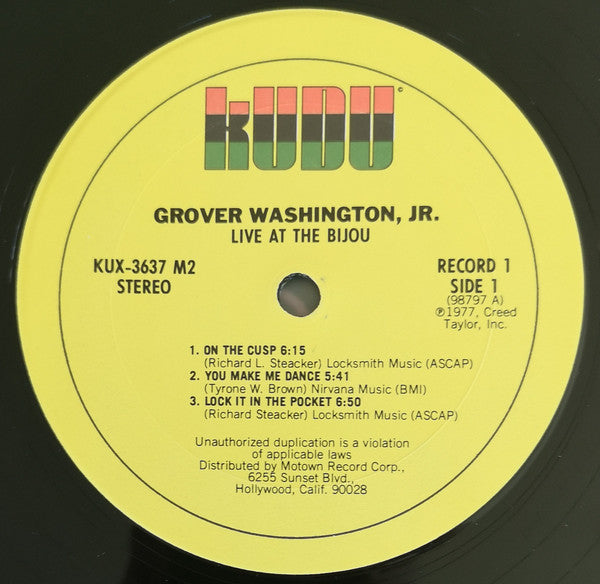 KUDU©
GROVER WASHINGTON, JR.
LIVE AT THE BIJOU
KUX-3637 M2
STEREO
RECORD 1
SIDE 1
(98797 A)
℗1977, Creed
Taylor, Inc.
1. ON THE CUSP 6:15
(Richard L. Steacker) Locksmith Music (ASCAP)
2. YOU MAKE ME DANCE 5:41
(Tyrone W. Brown) Nirvana Music (BMI)
3. LOCK IT IN THE POCKET 6:50
(Richard Steacker) Locksmith Music (ASCAP)
Unauthorized duplication is a violation
of applicable laws
Distributed by Motown Record Corp.,
6255 Sunset Blvd.,
Hollywood, Calif. 90028